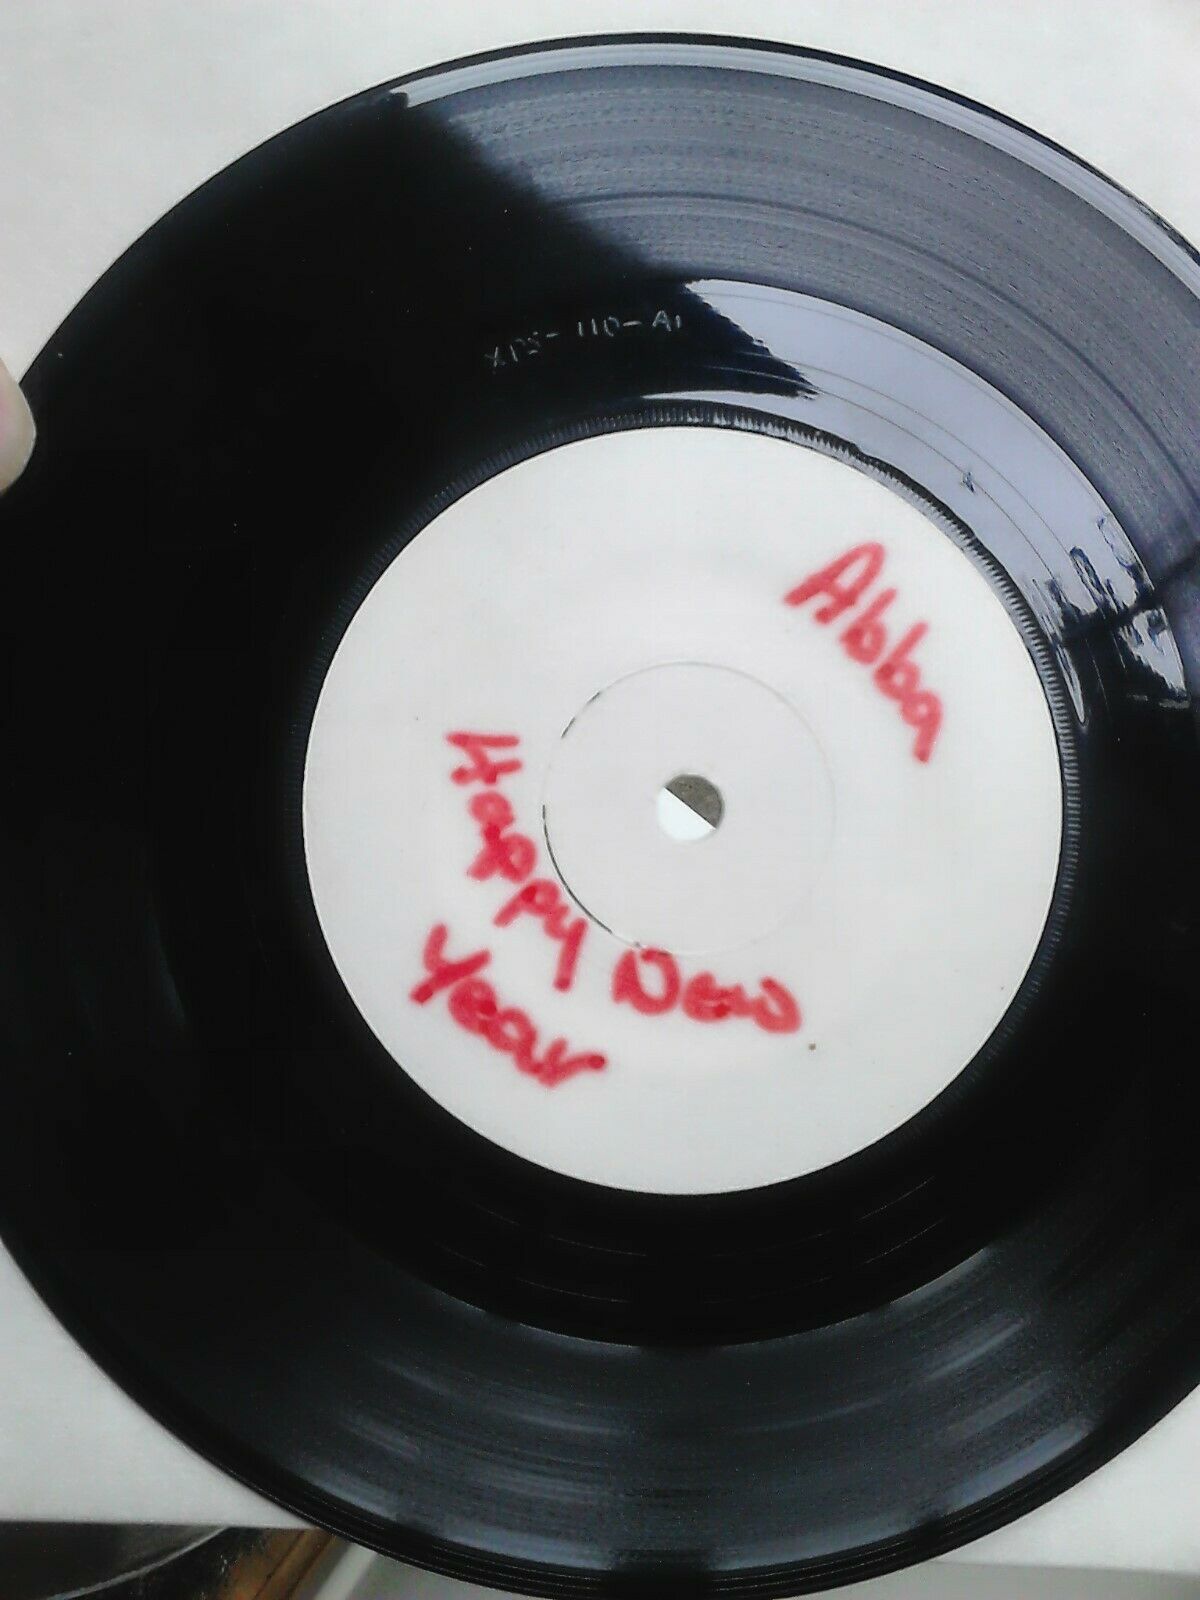 XPS-110-A1
Abba
Happy New
Year